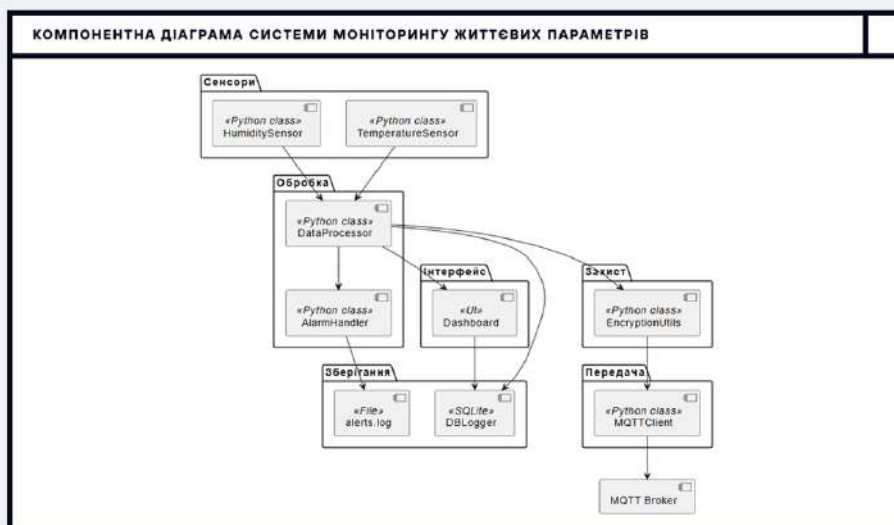 КОМПОНЕНТНА ДІАГРАМА СИСТЕМИ МОНІТОРИНГУ ЖИТТЄВИХ ПАРАМЕТРІВ
Сенсори
«Python class»
HumiditySensor
«Python class»
TemperatureSensor
Обробка
«Python class»
DataProcessor
«Python class»
AlarmHandler
Інтерфейс
«UI»
Dashboard
Захист
«Python class»
EncryptionUtils
Зберігання
«File»
alerts.log
«SQLite»
DBLogger
Передача
«Python class»
MQTTClient
MQTT Broker